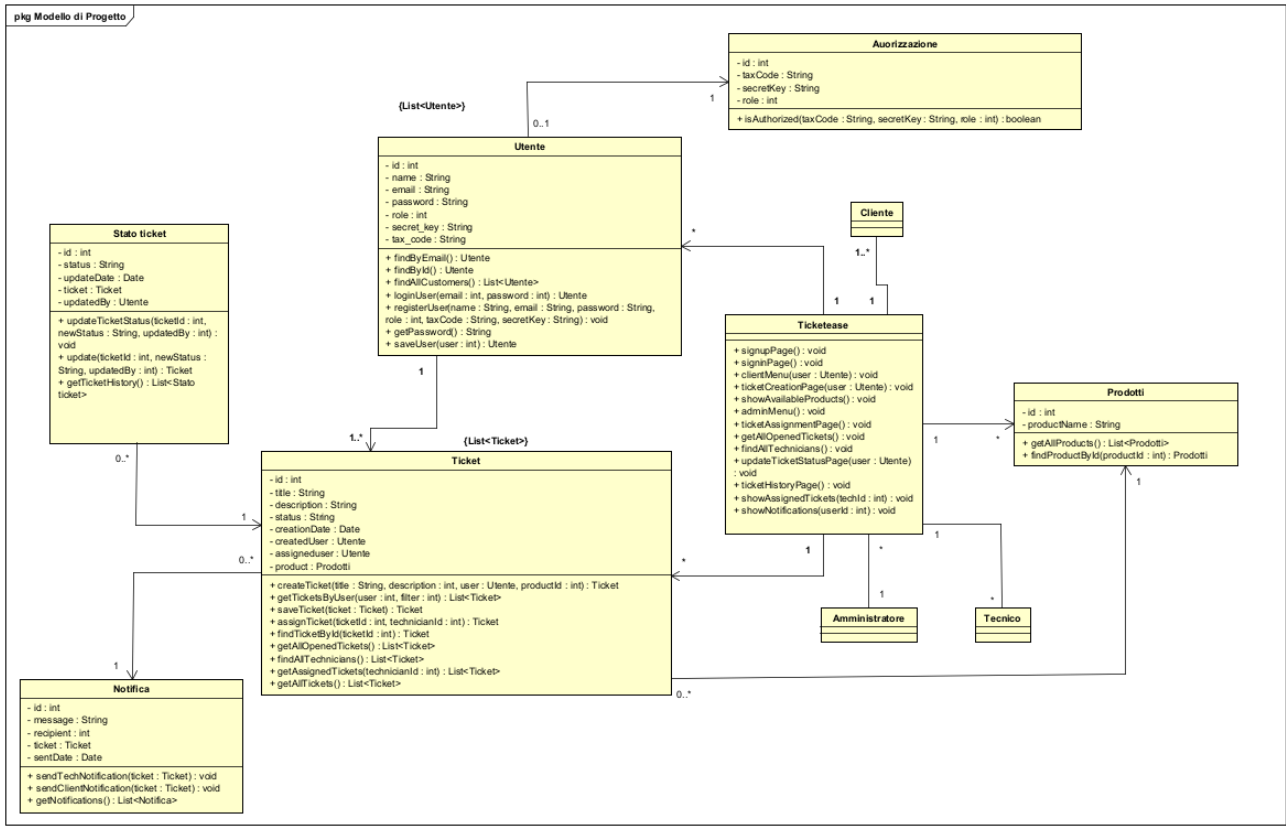 pkg Modello di Progetto
Auorizzazione
- id : int
- taxCode : String
- secretKey : String
- role : int
+ isAuthorized(taxCode : String, secretKey : String, role : int) : boolean
1
{List<Utente>}
0..1
Utente
- id : int
- name : String
- email : String
- password : String
- role : int
- secret_key : String
- tax_code : String
+ findByEmail() : Utente
+ findById() : Utente
+ findAllCustomers() : List<Utente>
+ loginUser(email : int, password : int) : Utente
+ registerUser(name : String, email : String, password : String,
role : int, taxCode : String, secretKey : String) : void
+ getPassword() : String
+ saveUser(user : int) : Utente
*
1
1..*
Cliente
1..*
1
1
Stato ticket
- id : int
- status : String
- updateDate : Date
- ticket : Ticket
- updatedBy : Utente
+ updateTicketStatus(ticketId : int,
newStatus : String, updatedBy : int) :
void
+ update(ticketId : int, newStatus :
String, updatedBy : int) : Ticket
+ getTicketHistory() : List<Stato
ticket>
0..*
1
Ticketease
+ signupPage() : void
+ signinPage() : void
+ clientMenu(user : Utente) : void
+ ticketCreationPage(user : Utente) : void
+ showAvailableProducts() : void
+ adminMenu() : void
+ ticketAssignmentPage() : void
+ getAllOpenedTickets() : void
+ findAllTechnicians() : void
+ updateTicketStatusPage(user : Utente)
: void
+ ticketHistoryPage() : void
+ showAssignedTickets(techId : int) : void
+ showNotifications(userId : int) : void
1
*
Prodotti
- id : int
- productName : String
+ getAllProducts() : List<Prodotti>
+ findProductById(productId : int) : Prodotti
1
{List<Ticket>}
Ticket
- id : int
- title : String
- description : String
- status : String
- creationDate : Date
- createdUser : Utente
- assigneduser : Utente
- product : Prodotti
+ createTicket(title : String, description : int, user : Utente, productId : int) : Ticket
+ getTicketsByUser(user : int, filter : int) : List<Ticket>
+ saveTicket(ticket : Ticket) : Ticket
+ assignTicket(ticketId : int, technicianId : int) : Ticket
+ findTicketById(ticketId : int) : Ticket
+ getAllOpenedTickets() : List<Ticket>
+ findAllTechnicians() : List<Ticket>
+ getAssignedTickets(technicianId : int) : List<Ticket>
+ getAllTickets() : List<Ticket>
0..*
1
*
1
*
1
Amministratore
1
*
Tecnico
0..*
1
Notifica
- id : int
- message : String
- recipient : int
- ticket : Ticket
- sentDate : Date
+ sendTechNotification(ticket : Ticket) : void
+ sendClientNotification(ticket : Ticket) : void
+ getNotifications() : List<Notifica>